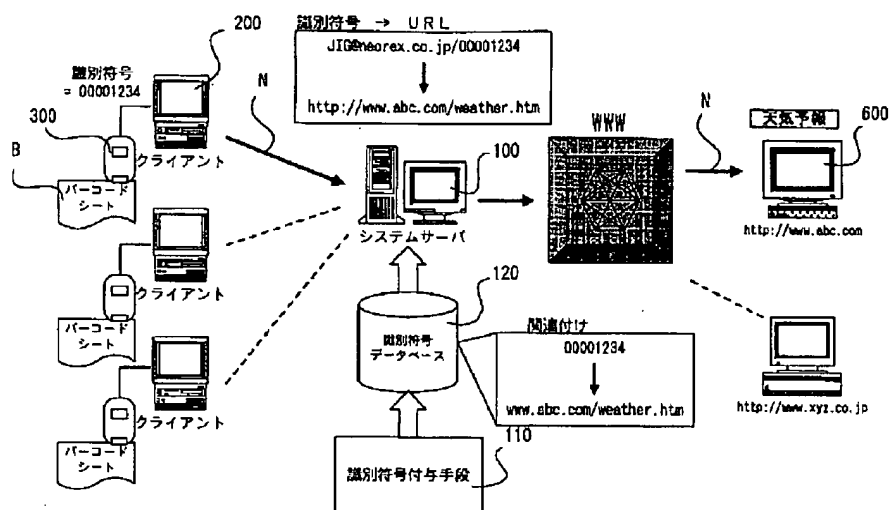 識別符号 → URL
JIG@neorex.co.jp/00001234
http://www.abc.com/weather.htm
200
識別符号
= 00001234
N
300
B
クライアント
バーコード
シート
WWW
N
天気予報
600
http://www.abc.com
100
システムサーバ
クライアント
バーコード
シート
120
識別符号
データベース
関連付け
00001234
www.abc.com/weather.htm
http://www.xyz.co.jp
クライアント
バーコード
シート
110
識別符号付与手段